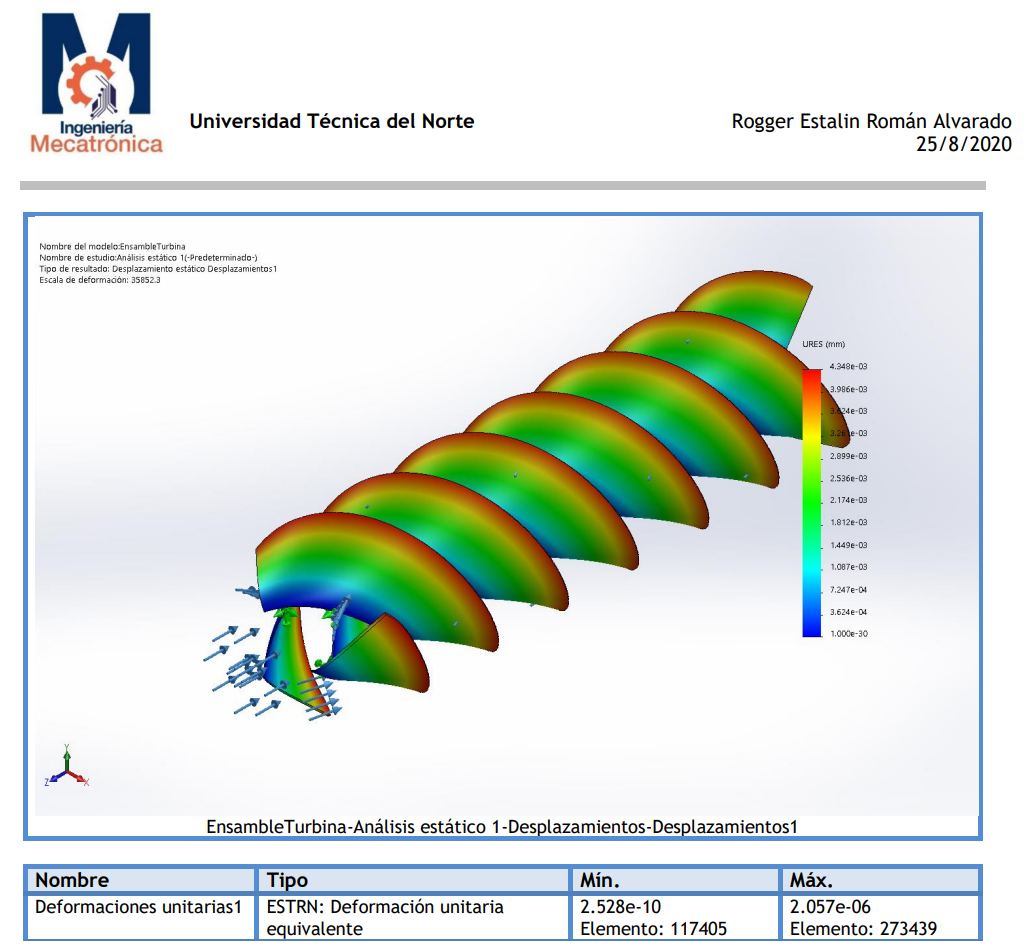 Ingeniería
Mecatrónica
Universidad Técnica del Norte
Rogger Estalin Román Alvarado
25/8/2020
Nombre del modelo:EnsambleTurbina
Nombre de estudio:Análisis estático 1(-Predeterminado-)
Tipo de resultado: Desplazamiento estático Desplazamientos1
Escala de deformación: 35852.3
URES (mm)
4.348e-03
3.986e-03
3.624e-03
3.261e-03
2.899e-03
2.536e-03
2.174e-03
1.812e-03
1.449e-03
1.087e-03
7.247e-04
3.624e-04
1.000e-30
Y
Z
X
EnsambleTurbina-Análisis estático 1-Desplazamientos-Desplazamientos1
Nombre Tipo Mín. Máx.
Deformaciones unitarias1 ESTRN: Deformación unitaria 2.528e-10 2.057e-06
equivalente Elemento: 117405 Elemento: 273439